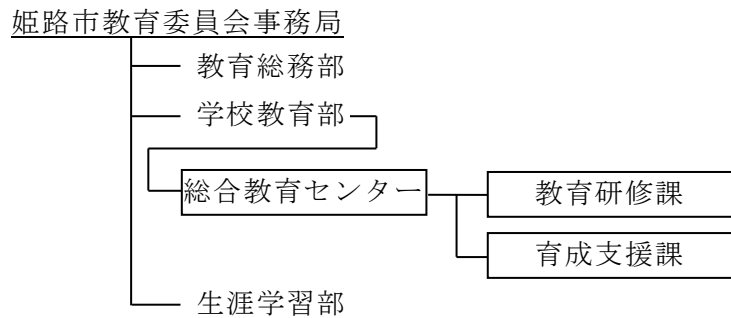 姫路市教育委員会事務局
教育総務部
学校教育部
総合教育センター
教育研修課
育成支援課
生涯学習部